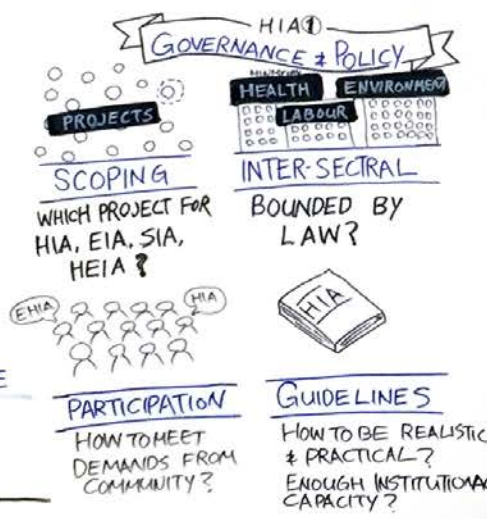 HIA①
GOVERNANCE & POLICY
PROJECTS
SCOPING
WHICH PROJECT FOR
HIA, EIA, SIA,
HEIA?
HEALTH
ENVIRONMEN
LABOUR
INTER-SECTRAL
BOUNDED BY
LAW?
EHIA
HIA
PARTICIPATION
HOW TO MEET
DEMANDS FROM
COMMUNITY?
HIA
GUIDELINES
HOW TO BE REALISTIC
& PRACTICAL?
ENOUGH INSTITUTIONA
CAPACITY?
E